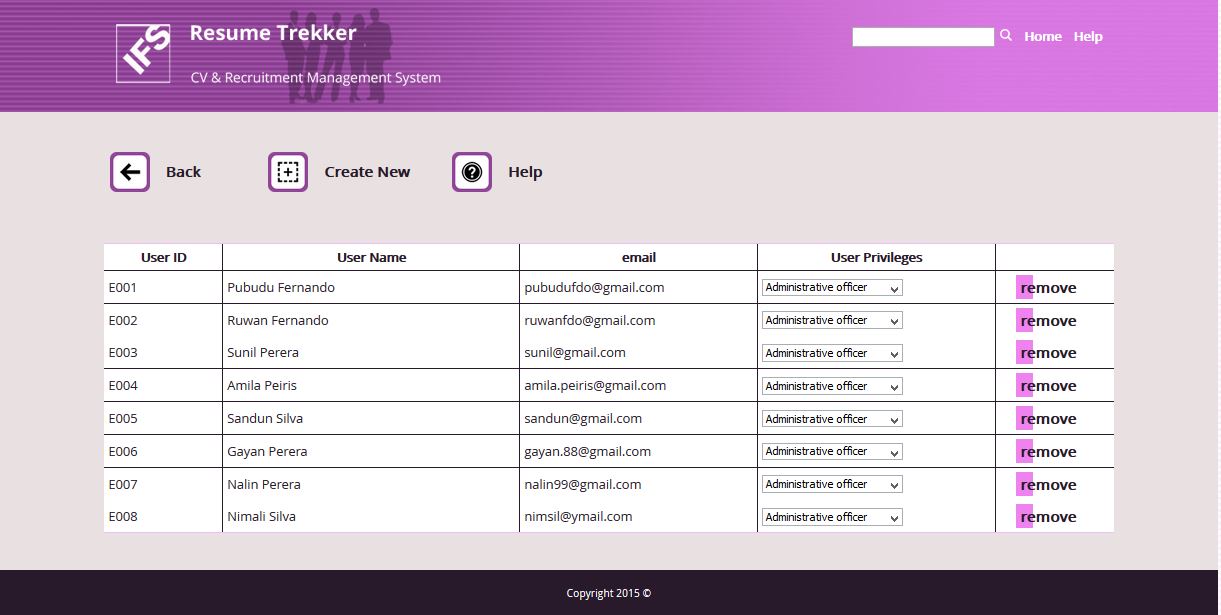 IFS
Resume Trekker
CV & Recruitment Management System
Home Help
Back Create New Help
User ID User Name email User Privileges
E001 Pubudu Fernando pubudufdo@gmail.com Administrative officer remove
E002 Ruwan Fernando ruwanfdo@gmail.com Administrative officer remove
E003 Sunil Perera sunil@gmail.com Administrative officer remove
E004 Amila Peiris amila.peiris@gmail.com Administrative officer remove
E005 Sandun Silva sandun@gmail.com Administrative officer remove
E006 Gayan Perera gayan.88@gmail.com Administrative officer remove
E007 Nalin Perera nalin99@gmail.com Administrative officer remove
E008 Nimali Silva nimsil@ymail.com Administrative officer remove
Copyright 2015 ©